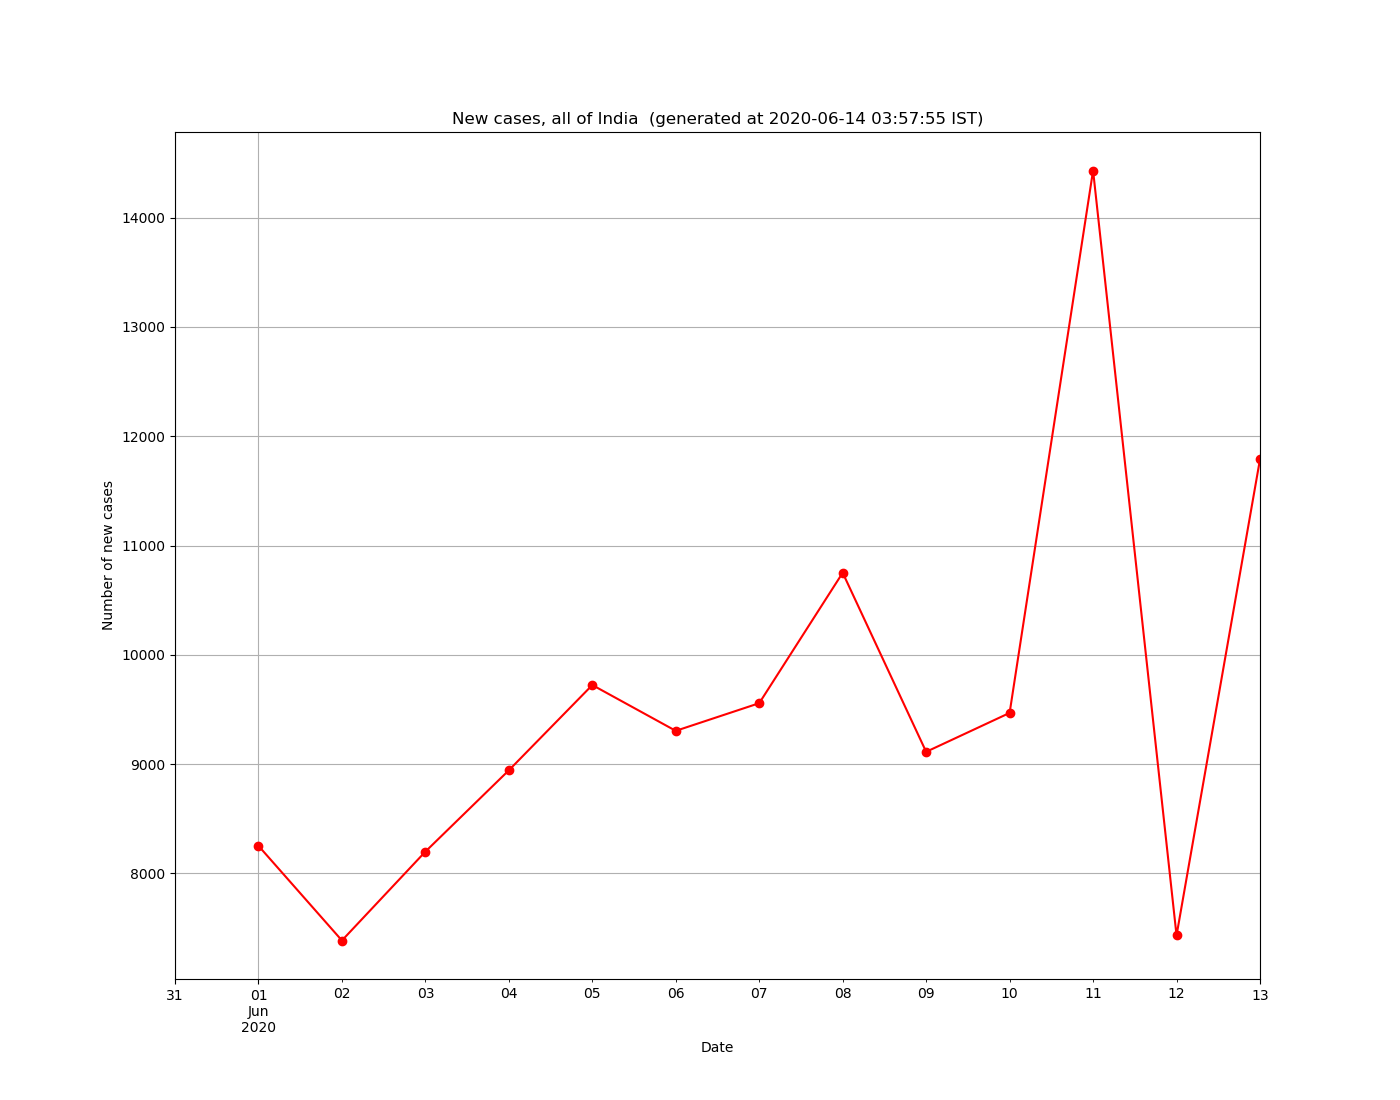 New cases, all of India  (generated at 2020-06-14 03:57:55 IST)
14000
13000
12000
11000
10000
9000
8000
Number of new cases
31 01 02 03 04 05 06 07 08 09 10 11 12 13
Jun
2020
Date